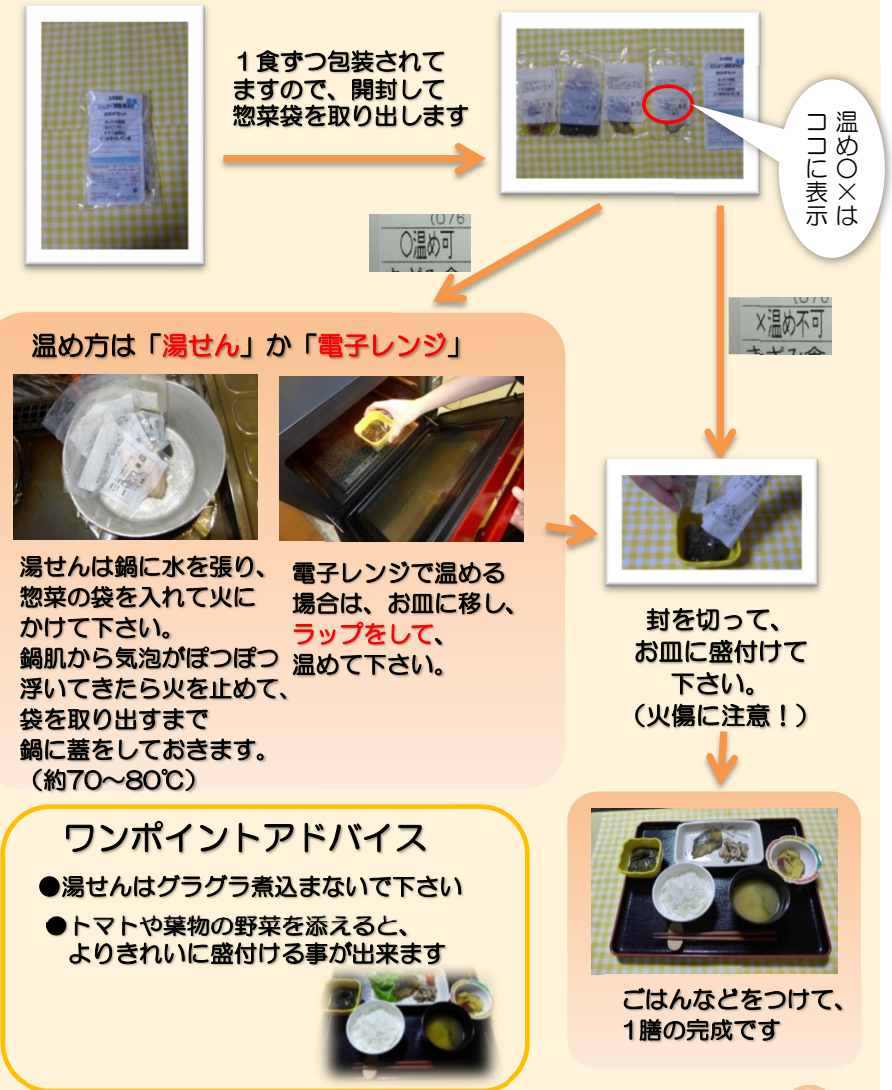 １食ずつ包装されて
ますので、開封して
惣菜袋を取り出します
温め〇×は
ココに表示
(076
〇温め可
×温め不可
きざみ食
温め方は「湯せん」か「電子レンジ」
湯せんは鍋に水を張り、
惣菜の袋を入れて火に
かけて下さい。
鍋肌から気泡がぽつぽつ
浮いてきたら火を止めて、
袋を取り出すまで
鍋に蓋をしておきます。
（約70～80℃）
電子レンジで温める
場合は、お皿に移し、
ラップをして、
温めて下さい。
封を切って、
お皿に盛付けて
下さい。
（火傷に注意！）
ワンポイントアドバイス
●湯せんはグラグラ煮込まないで下さい
●トマトや葉物の野菜を添えると、
よりきれいに盛付ける事が出来ます
ごはんなどをつけて、
1膳の完成です